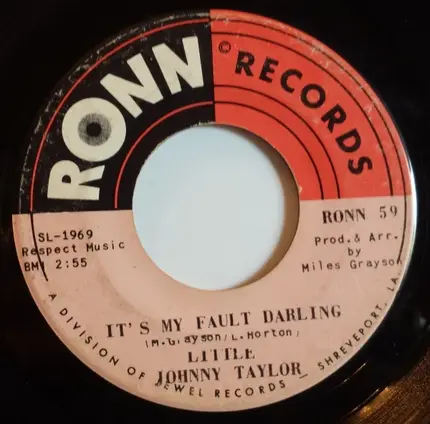 RONN
© RECORDS
SL-1969
Respect Music
BMI 2:55
RONN 59
Prod.& Arr.
by
Miles Grayson
IT'S MY FAULT DARLING
(M.Grayson/L.Horton)
LITTLE
JOHNNY TAYLOR
A DIVISION OF JEWEL RECORDS _ SHREVEPORT, LA.